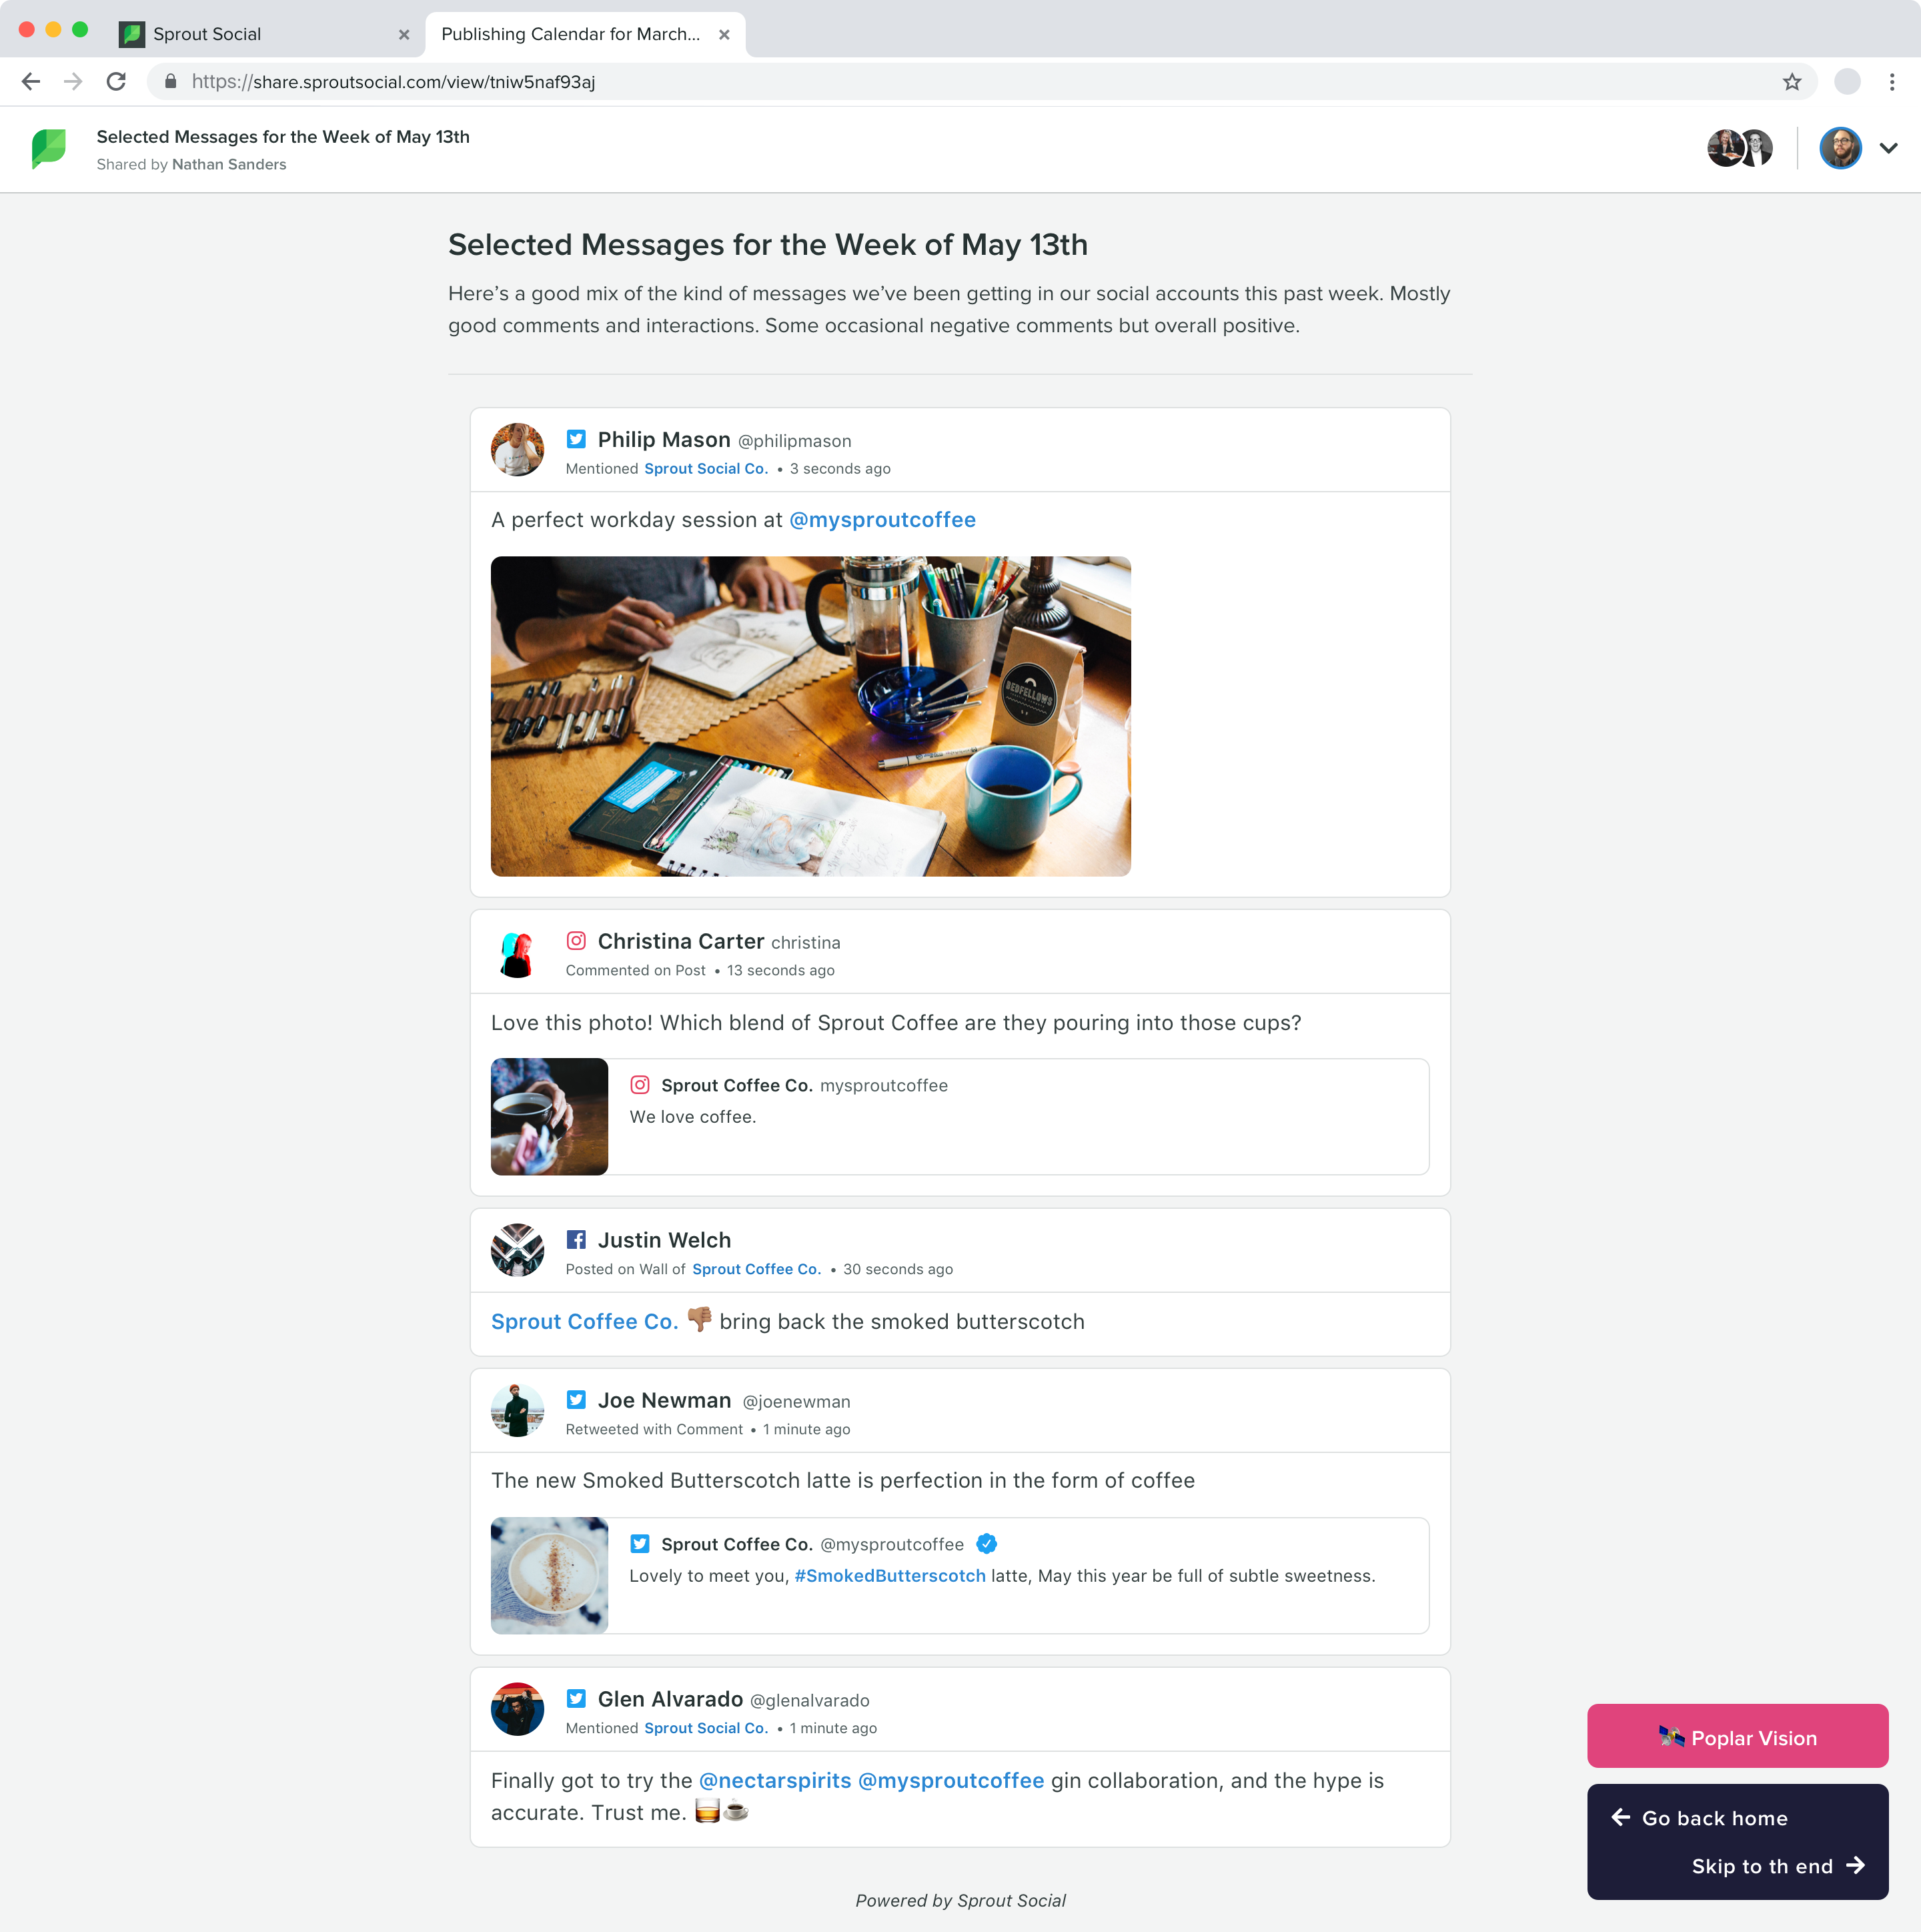 Sprout Social
Publishing Calendar for March...
https://share.sproutsocial.com/view/tniw5naf93aj
Selected Messages for the Week of May 13th
Shared by Nathan Sanders
Selected Messages for the Week of May 13th
Here’s a good mix of the kind of messages we’ve been getting in our social accounts this past week. Mostly
good comments and interactions. Some occasional negative comments but overall positive.
Philip Mason @philipmason
Mentioned Sprout Social Co. • 3 seconds ago
A perfect workday session at @mysproutcoffee
BEDFELLOWS
Christina Carter christina
Commented on Post • 13 seconds ago
Love this photo! Which blend of Sprout Coffee are they pouring into those cups?
Sprout Coffee Co. mysproutcoffee
We love coffee.
Justin Welch
Posted on Wall of Sprout Coffee Co. • 30 seconds ago
Sprout Coffee Co. 👎🏽 bring back the smoked butterscotch
Joe Newman @joenewman
Retweeted with Comment • 1 minute ago
The new Smoked Butterscotch latte is perfection in the form of coffee
Sprout Coffee Co. @mysproutcoffee
Lovely to meet you, #SmokedButterscotch latte, May this year be full of subtle sweetness.
Glen Alvarado @glenalvarado
Mentioned Sprout Social Co. • 1 minute ago
Finally got to try the @nectarspirits @mysproutcoffee gin collaboration, and the hype is
accurate. Trust me. 🥃☕
🛰 Poplar Vision
← Go back home
Skip to th end →
Powered by Sprout Social